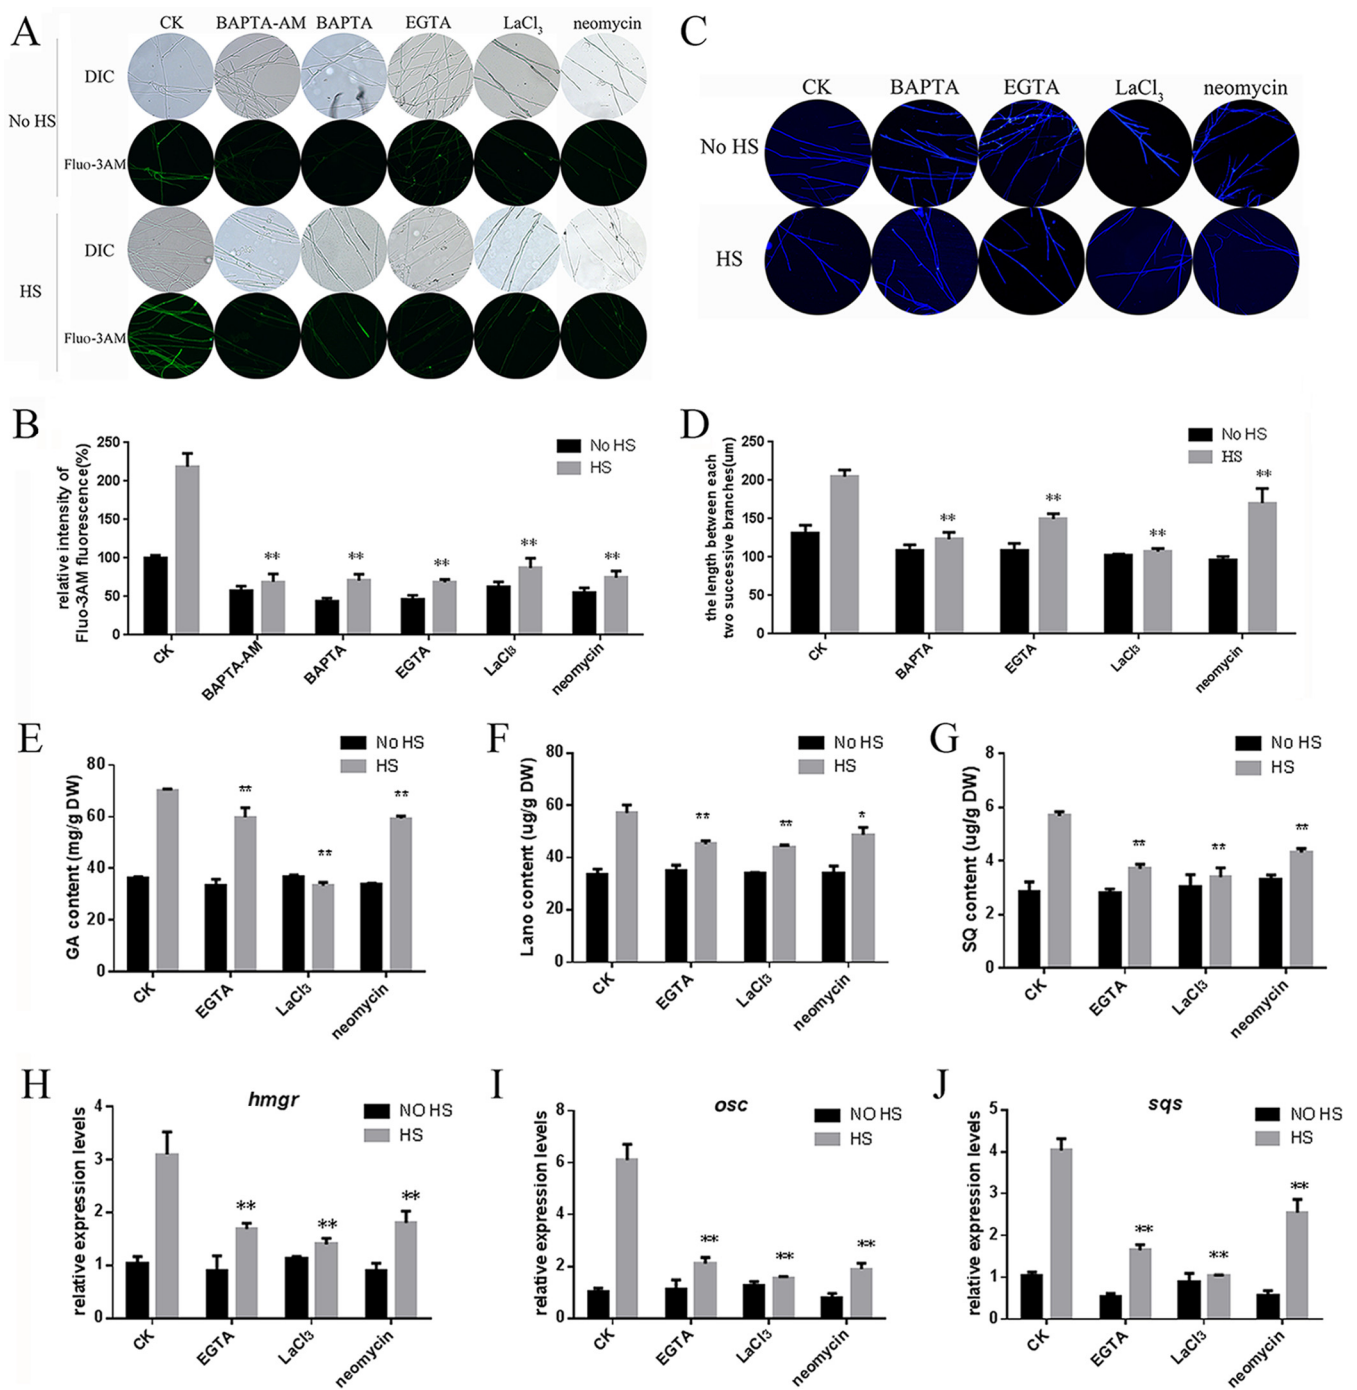 A
CK BAPTA-AM BAPTA EGTA LaCl3 neomycin
DIC
No HS
Fluo-3AM
DIC
HS
Fluo-3AM
C
CK BAPTA EGTA LaCl3 neomycin
No HS
HS
B
relative intensity of
Fluo-3AM fluorescence(%)
250
200
150
100
50
0
No HS
HS
** ** ** ** **
CK BAPTA-AM BAPTA EGTA LaCl3 neomycin
D
the length between each
two successive branches(um)
250
200
150
100
50
0
No HS
HS
** ** ** **
CK BAPTA EGTA LaCl3 neomycin
E
GA content (mg/g DW)
80
60
40
20
0
No HS
HS
** ** **
CK EGTA LaCl3 neomycin
F
Lano content (ug/g DW)
80
60
40
20
0
No HS
HS
** ** *
CK EGTA LaCl3 neomycin
G
SQ content (ug/g DW)
8
6
4
2
0
No HS
HS
** ** **
CK EGTA LaCl3 neomycin
H
hmgr
relative expression levels
4
3
2
1
0
NO HS
HS
** ** **
CK EGTA LaCl3 neomycin
I
osc
relative expression levels
8
6
4
2
0
NO HS
HS
** ** **
CK EGTA LaCl3 neomycin
J
sqs
relative expression levels
5
4
3
2
1
0
NO HS
HS
** ** **
CK EGTA LaCl3 neomycin